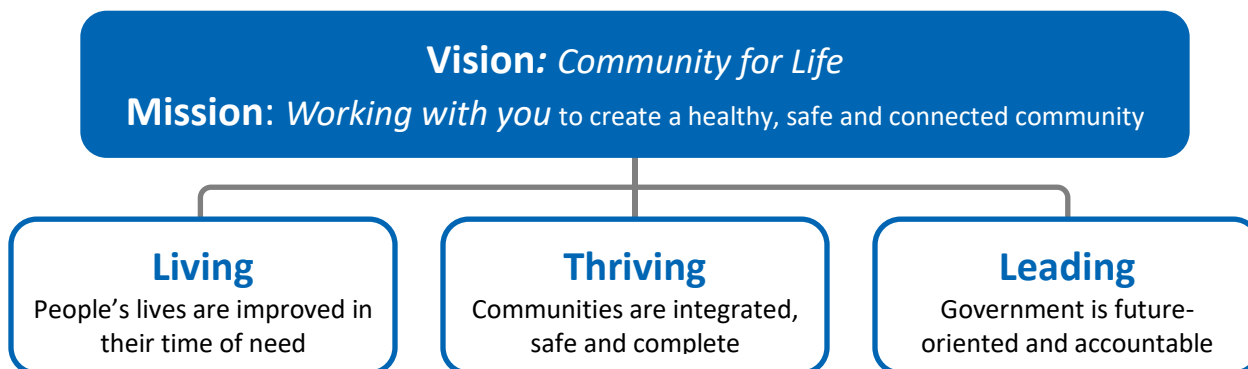 Vision: Community for Life
Mission: Working with you to create a healthy, safe and connected community
Living
People’s lives are improved in
their time of need
Thriving
Communities are integrated,
safe and complete
Leading
Government is future-
oriented and accountable